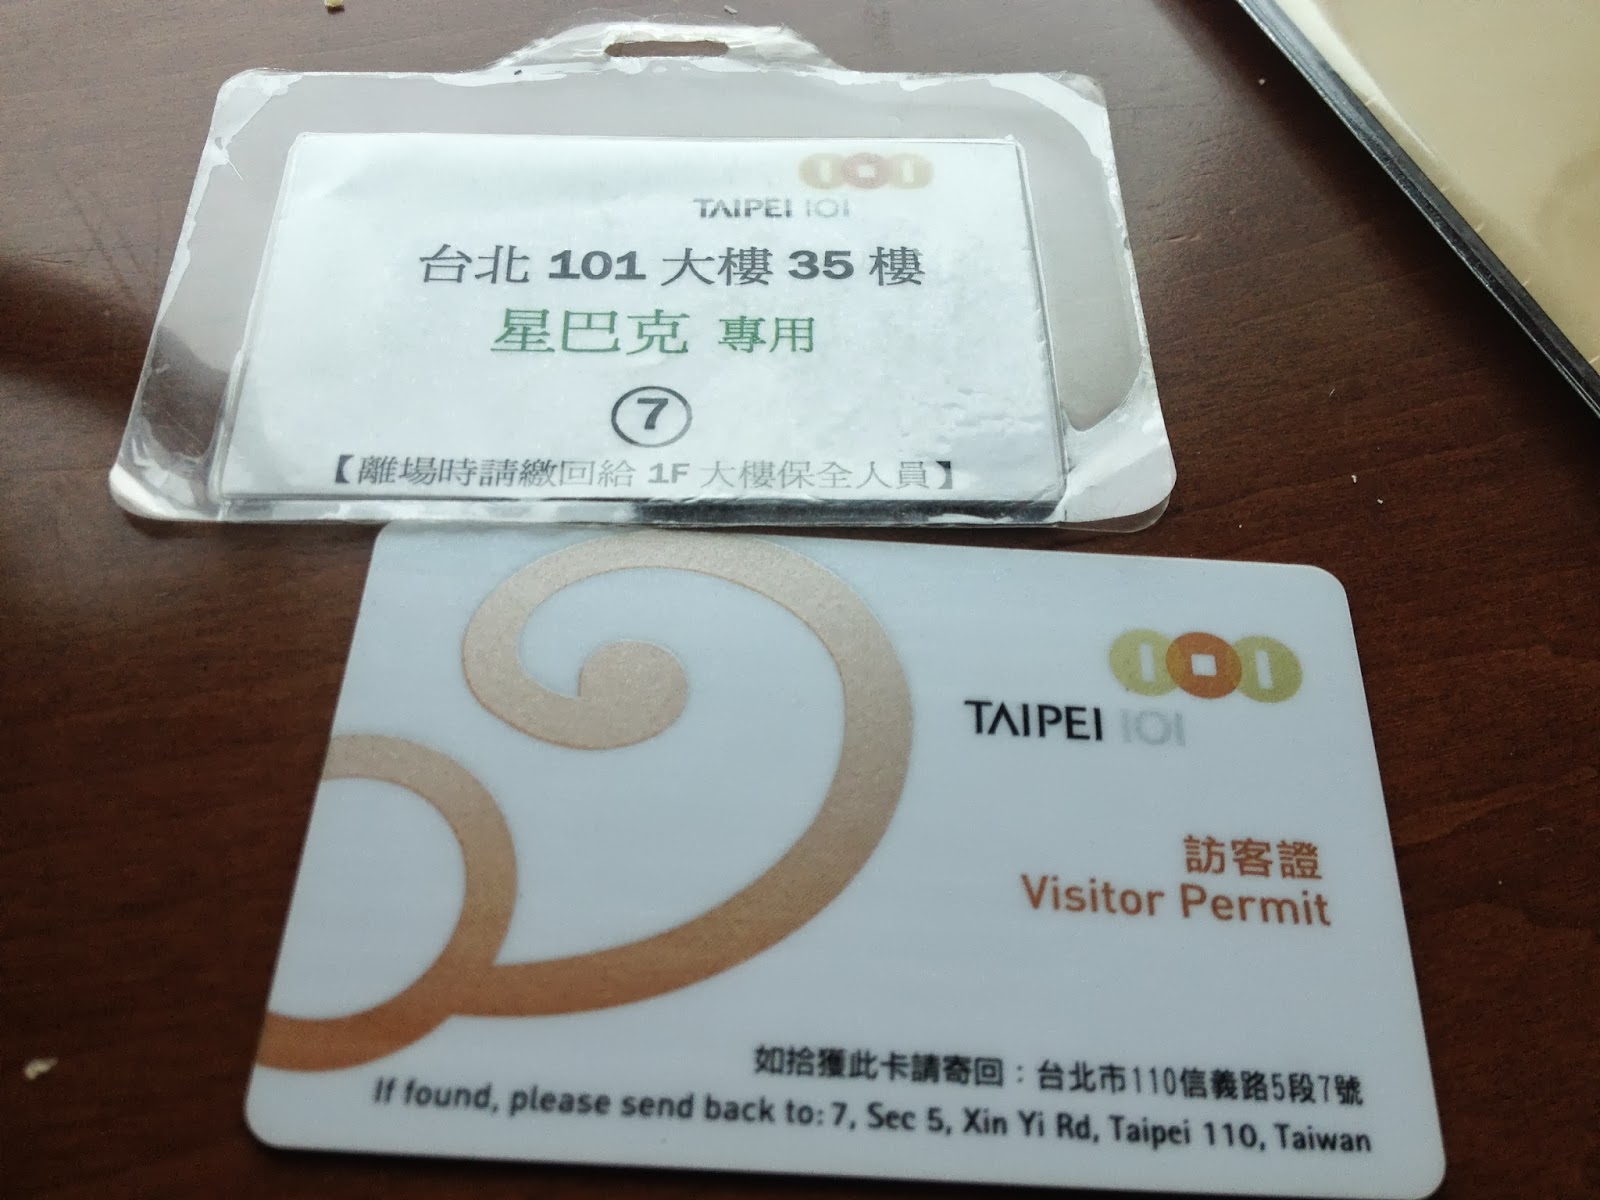 TAIPEI 101
台北 101 大樓 35 樓
星巴克 專用
7
【離場時請繳回給 1F 大樓保全人員】
TAIPEI 101
訪客證
Visitor Permit
如拾獲此卡請寄回：台北市110信義路5段7號
If found, please send back to: 7, Sec 5, Xin Yi Rd, Taipei 110, Taiwan